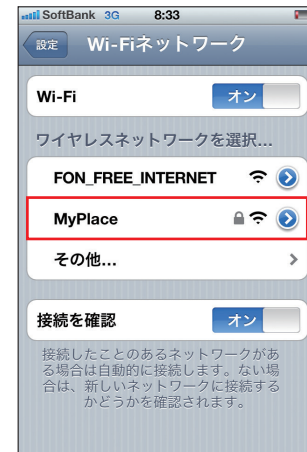 SoftBank 3G 8:33
設定 Wi-Fiネットワーク
Wi-Fi オン
ワイヤレスネットワークを選択...
FON_FREE_INTERNET
MyPlace
その他...
接続を確認 オン
接続したことのあるネットワークがあ
る場合は自動的に接続します。ない場
合は、新しいネットワークに接続する
かどうかを確認されます。